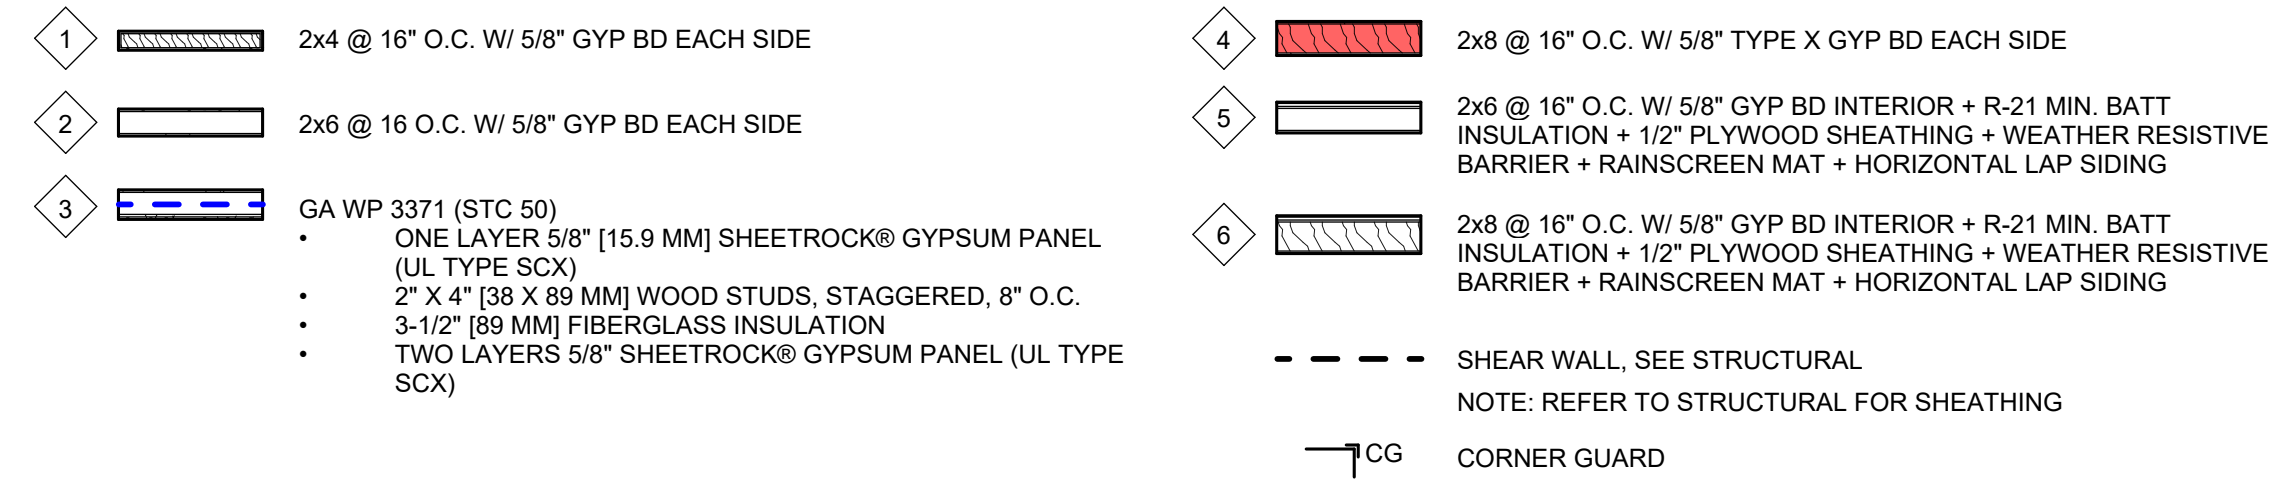 1
2x4 @ 16" O.C. W/ 5/8" GYP BD EACH SIDE
2
2x6 @ 16 O.C. W/ 5/8" GYP BD EACH SIDE
3
GA WP 3371 (STC 50)
• ONE LAYER 5/8" [15.9 MM] SHEETROCK® GYPSUM PANEL
(UL TYPE SCX)
• 2" X 4" [38 X 89 MM] WOOD STUDS, STAGGERED, 8" O.C.
• 3-1/2" [89 MM] FIBERGLASS INSULATION
• TWO LAYERS 5/8" SHEETROCK® GYPSUM PANEL (UL TYPE
SCX)
4
2x8 @ 16" O.C. W/ 5/8" TYPE X GYP BD EACH SIDE
5
2x6 @ 16" O.C. W/ 5/8" GYP BD INTERIOR + R-21 MIN. BATT
INSULATION + 1/2" PLYWOOD SHEATHING + WEATHER RESISTIVE
BARRIER + RAINSCREEN MAT + HORIZONTAL LAP SIDING
6
2x8 @ 16" O.C. W/ 5/8" GYP BD INTERIOR + R-21 MIN. BATT
INSULATION + 1/2" PLYWOOD SHEATHING + WEATHER RESISTIVE
BARRIER + RAINSCREEN MAT + HORIZONTAL LAP SIDING
SHEAR WALL, SEE STRUCTURAL
NOTE: REFER TO STRUCTURAL FOR SHEATHING
CG
CORNER GUARD